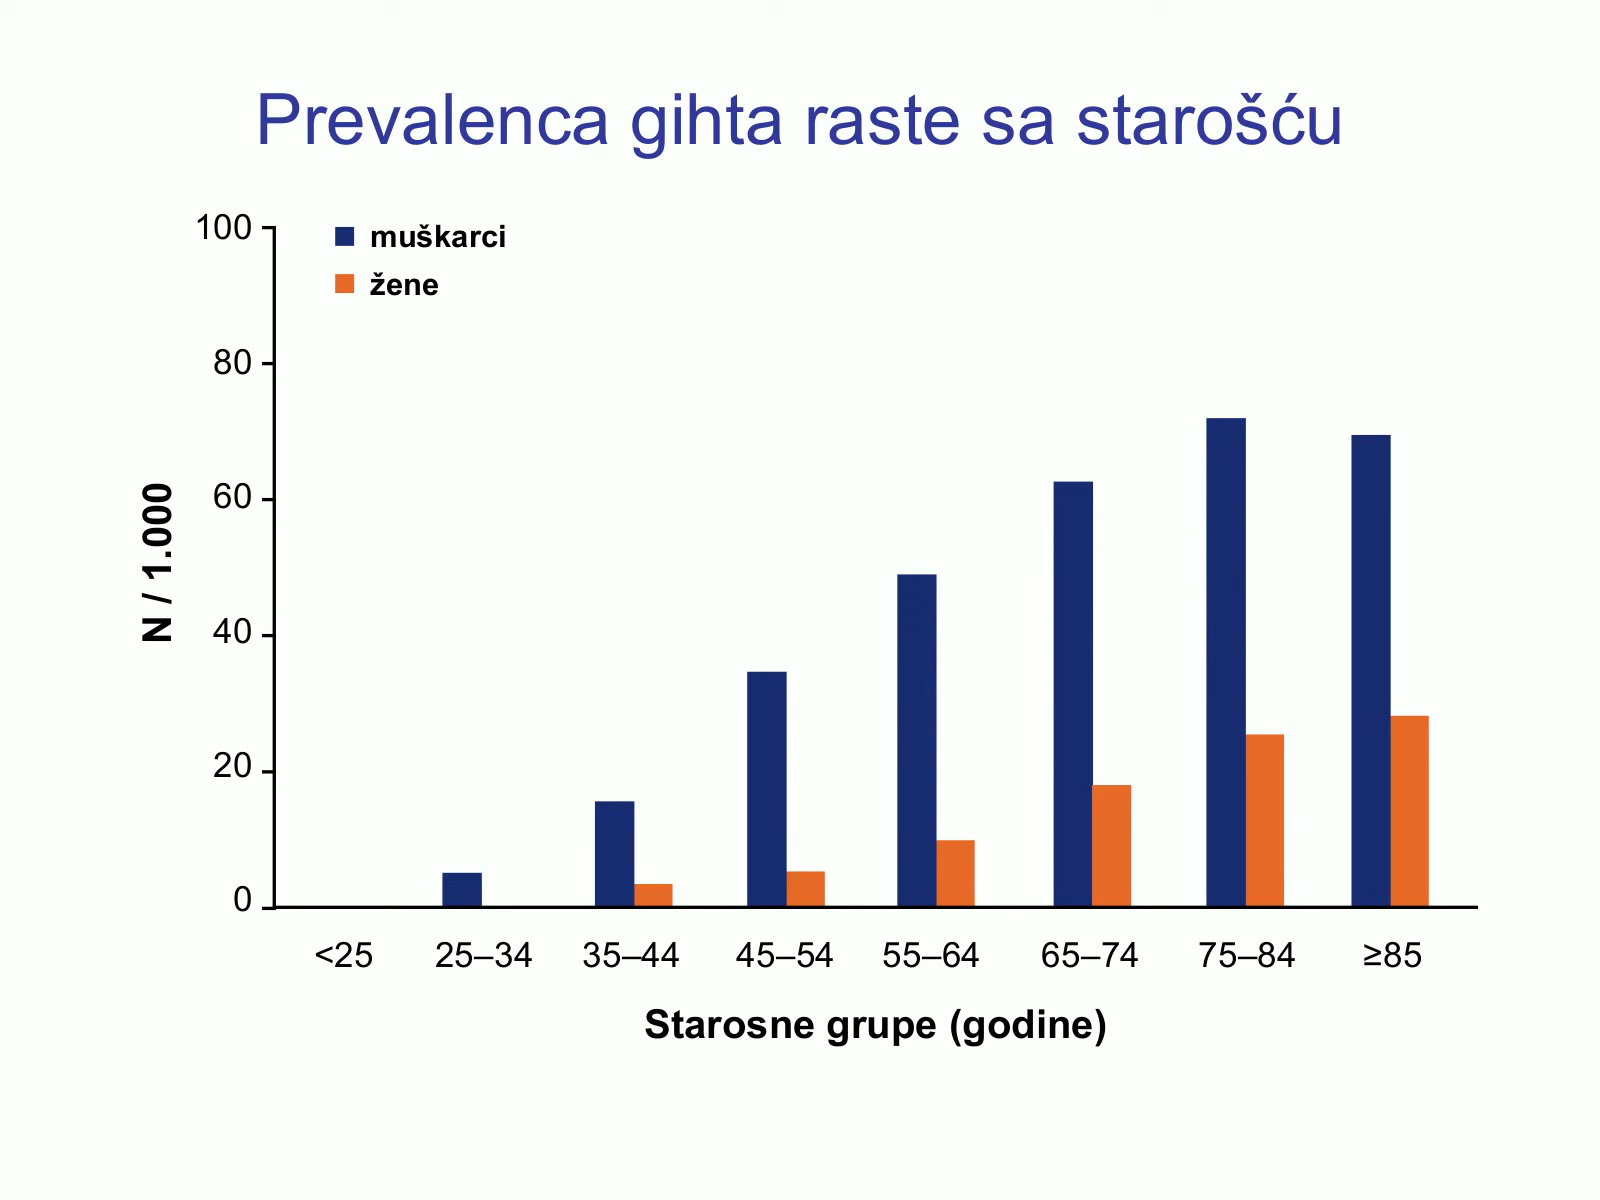 Prevalenca gihta raste sa starošću
muškarci
žene
100
80
60
40
20
0
N / 1.000
<25 25–34 35–44 45–54 55–64 65–74 75–84 ≥85
Starosne grupe (godine)